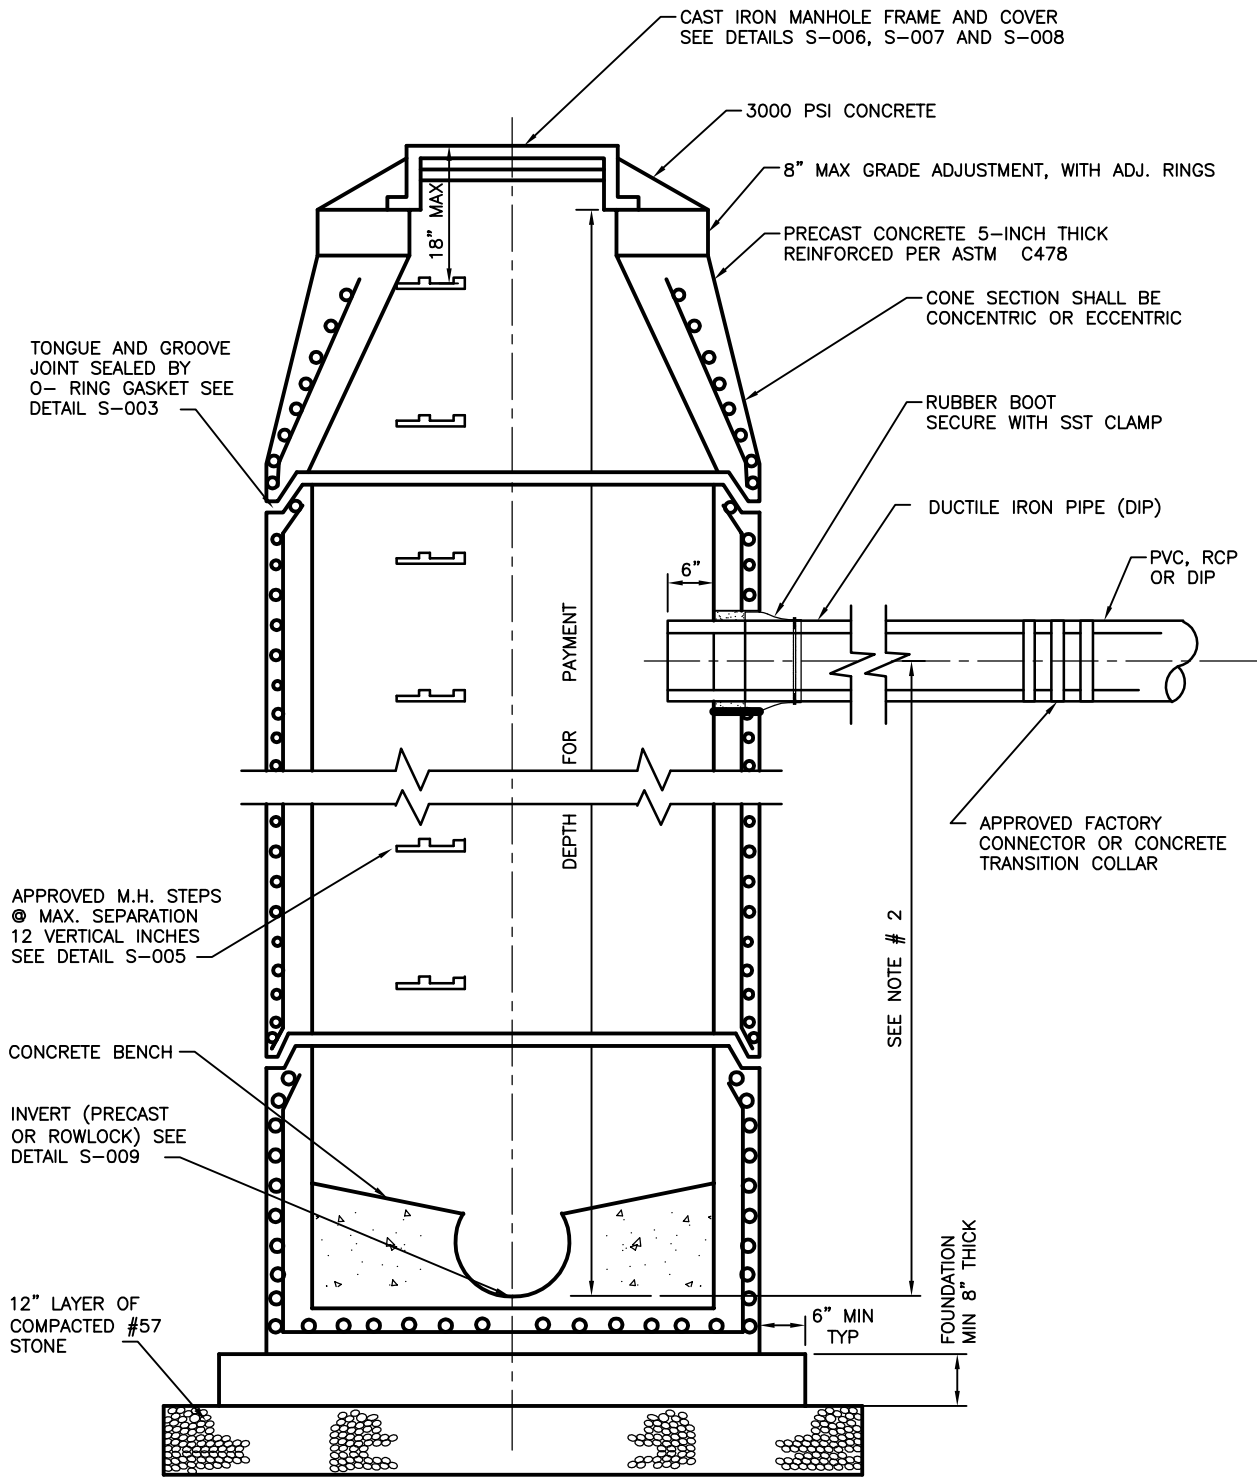 CAST IRON MANHOLE FRAME AND COVER
SEE DETAILS S-006, S-007 AND S-008
3000 PSI CONCRETE
8" MAX GRADE ADJUSTMENT, WITH ADJ. RINGS
18" MAX
PRECAST CONCRETE 5-INCH THICK
REINFORCED PER ASTM C478
CONE SECTION SHALL BE
CONCENTRIC OR ECCENTRIC
TONGUE AND GROOVE
JOINT SEALED BY
O- RING GASKET SEE
DETAIL S-003
RUBBER BOOT
SECURE WITH SST CLAMP
DUCTILE IRON PIPE (DIP)
PVC, RCP
OR DIP
6"
DEPTH FOR PAYMENT
APPROVED FACTORY
CONNECTOR OR CONCRETE
TRANSITION COLLAR
APPROVED M.H. STEPS
@ MAX. SEPARATION
12 VERTICAL INCHES
SEE DETAIL S-005
SEE NOTE # 2
CONCRETE BENCH
INVERT (PRECAST
OR ROWLOCK) SEE
DETAIL S-009
12" LAYER OF
COMPACTED #57
STONE
6" MIN
TYP
FOUNDATION
MIN 8" THICK